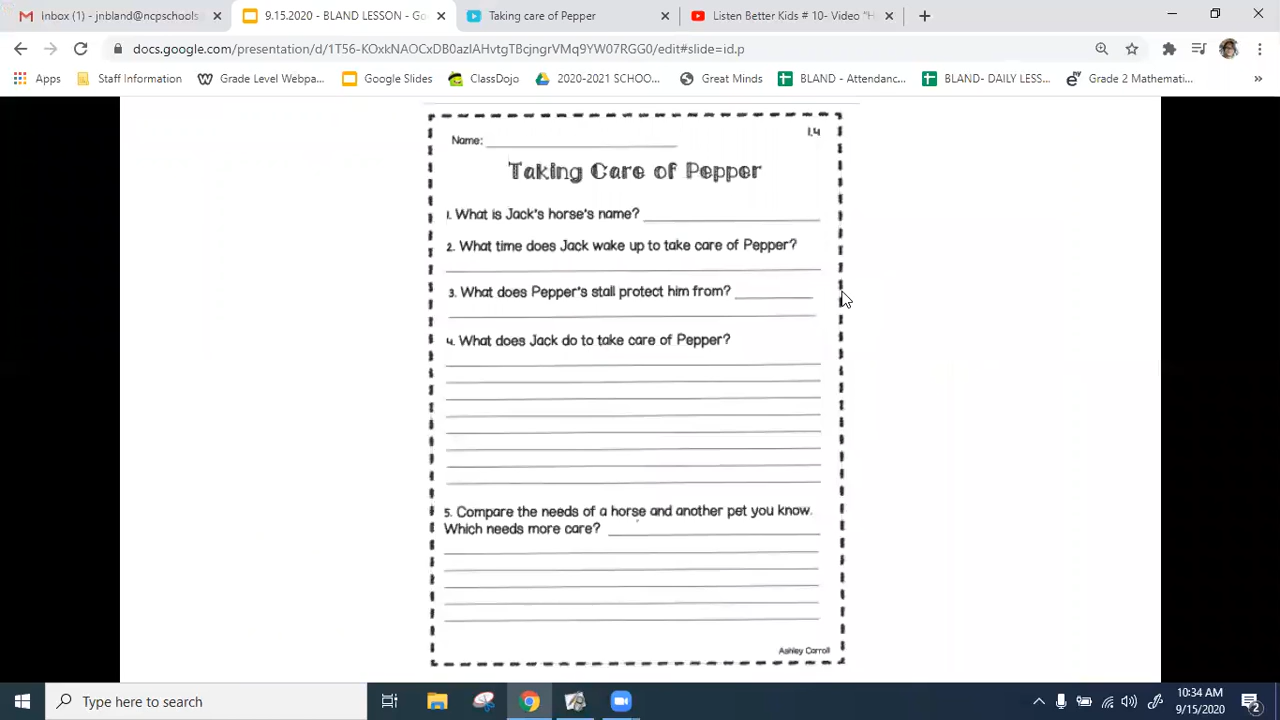 Inbox (1) - jnbland@ncpschools
9.15.2020 - BLAND LESSON - Go
Taking care of Pepper
Listen Better Kids # 10- Video "H
docs.google.com/presentation/d/1T56-KOxkNAOCxDB0azIAHvtgTBgjngrVMq9YW07RGG0/edit#slide=id.p
Apps
Staff Information
Grade Level Webpa...
Google Slides
ClassDojo
2020-2021 SCHOO...
Great Minds
BLAND - Attendanc...
BLAND- DAILY LESS...
Grade 2 Mathemati...
»
1.4
Name:
Taking Care of Pepper
1. What is Jack's horse's name?
2. What time does Jack wake up to take care of Pepper?
3. What does Pepper's stall protect him from?
4. What does Jack do to take care of Pepper?
5. Compare the needs of a horse and another pet you know.
Which needs more care?
Ashley Carroll
Type here to search
10:34 AM
9/15/2020
2